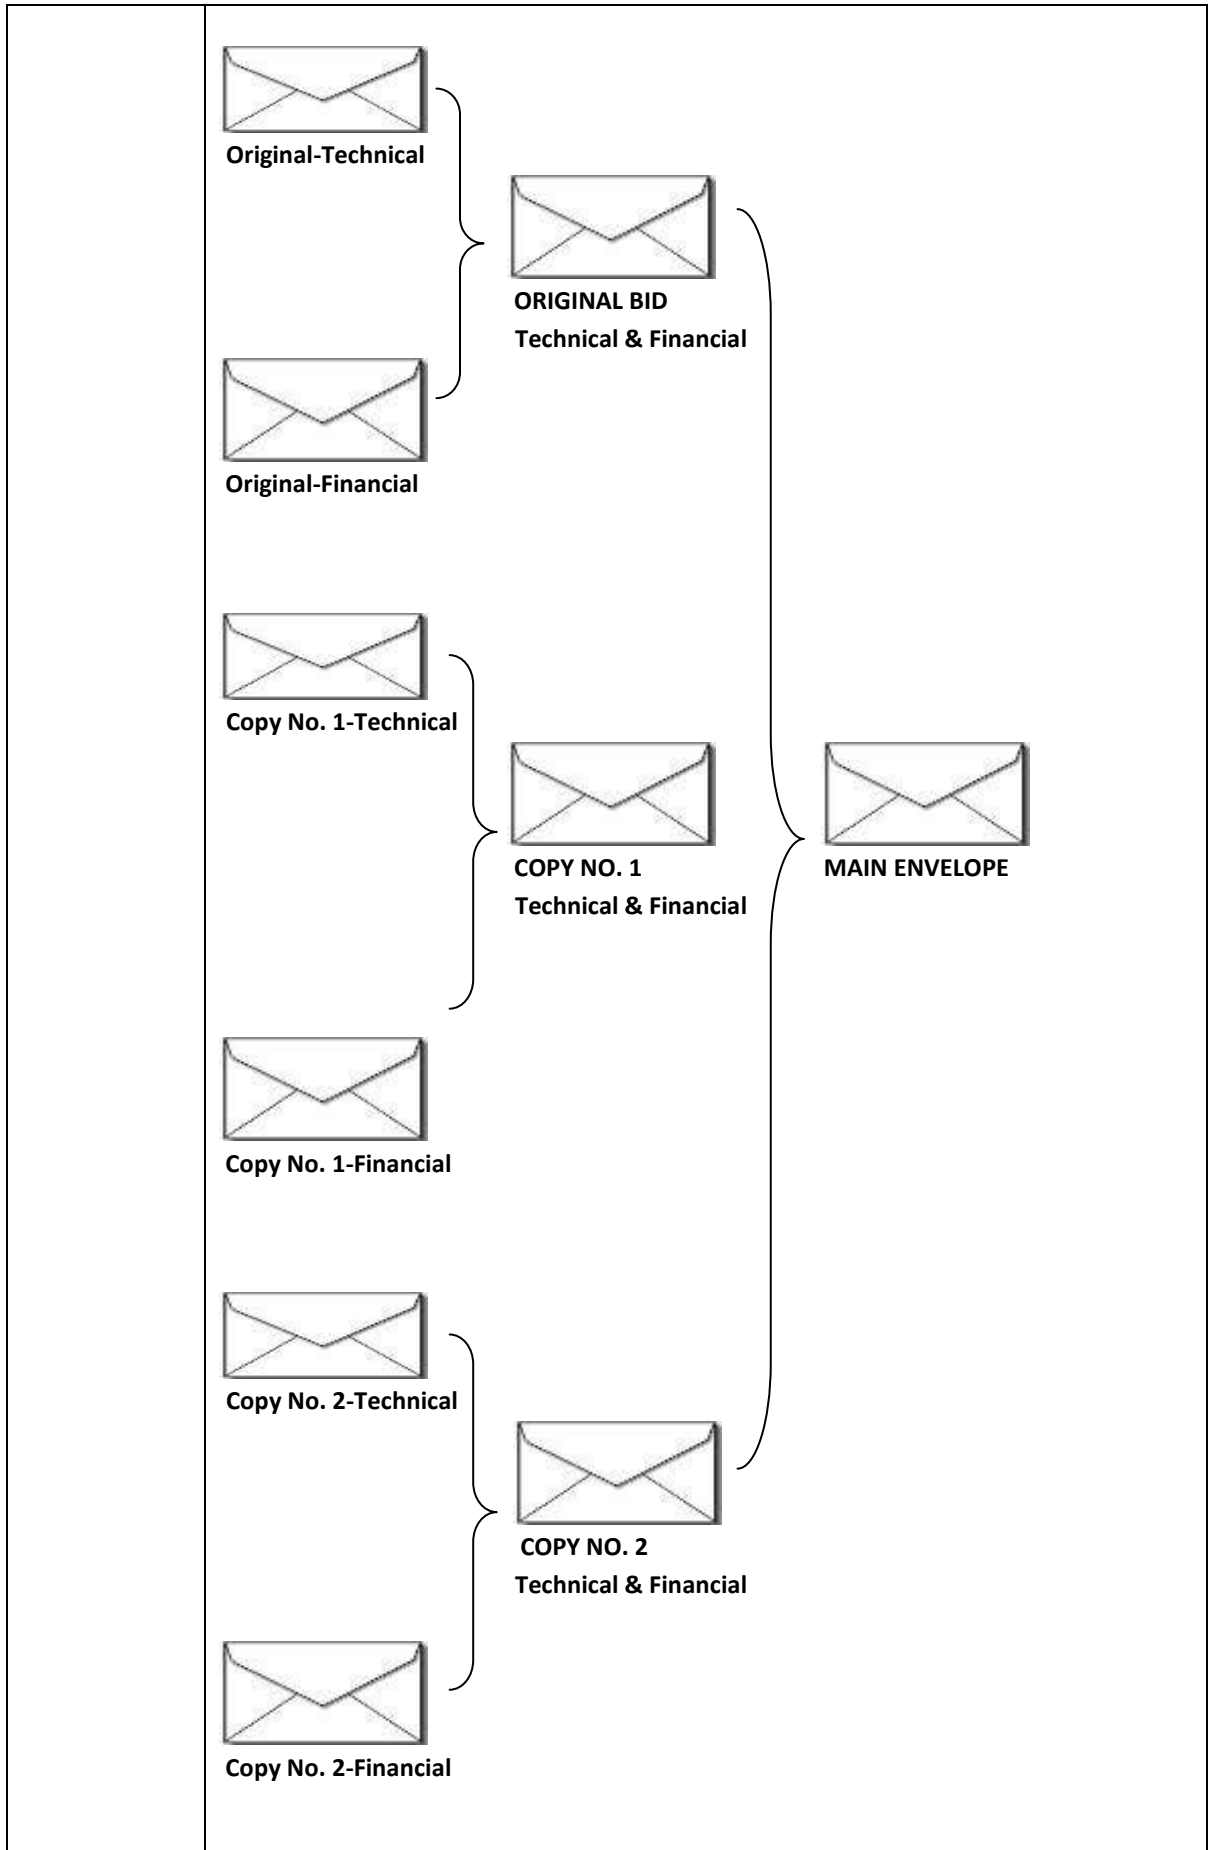 Original-Technical
ORIGINAL BID
Technical & Financial
Original-Financial
Copy No. 1-Technical
COPY NO. 1
Technical & Financial
MAIN ENVELOPE
Copy No. 1-Financial
Copy No. 2-Technical
COPY NO. 2
Technical & Financial
Copy No. 2-Financial